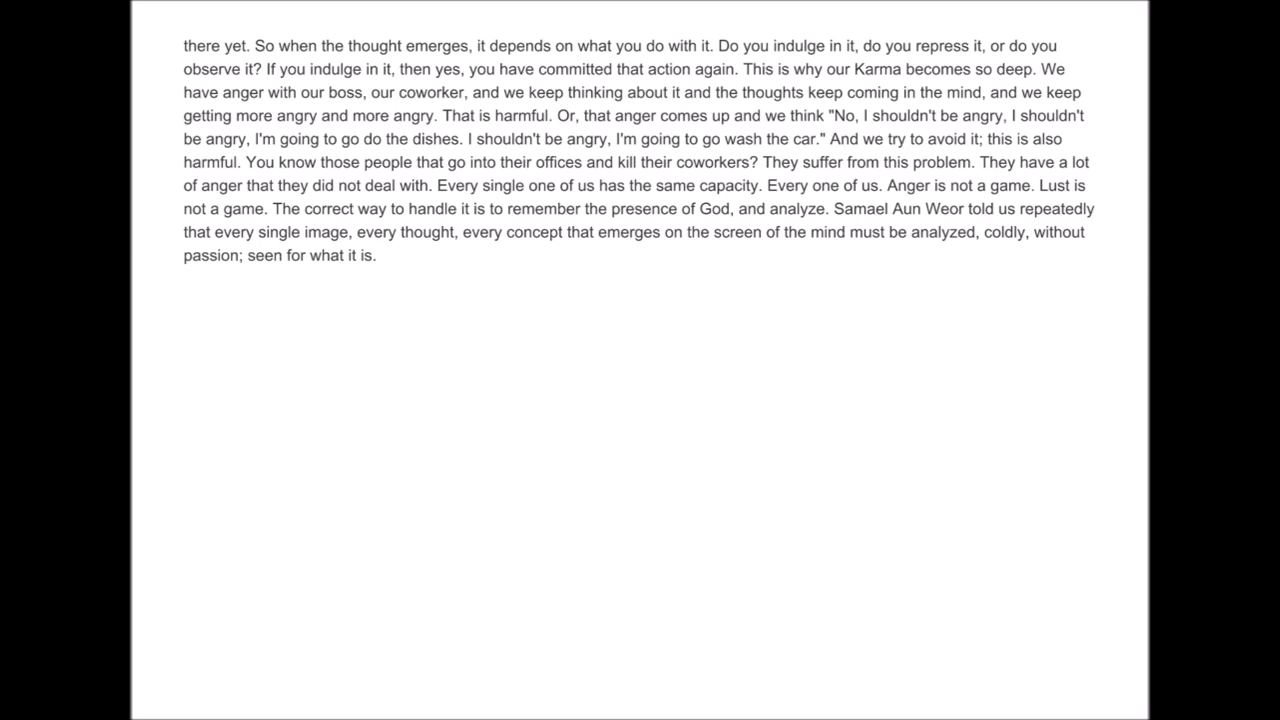 there yet. So when the thought emerges, it depends on what you do with it. Do you indulge in it, do you repress it, or do you
observe it? If you indulge in it, then yes, you have committed that action again. This is why our Karma becomes so deep. We
have anger with our boss, our coworker, and we keep thinking about it and the thoughts keep coming in the mind, and we keep
getting more angry and more angry. That is harmful. Or, that anger comes up and we think "No, I shouldn't be angry, I shouldn't
be angry, I'm going to go do the dishes. I shouldn't be angry, I'm going to go wash the car." And we try to avoid it; this is also
harmful. You know those people that go into their offices and kill their coworkers? They suffer from this problem. They have a lot
of anger that they did not deal with. Every single one of us has the same capacity. Every one of us. Anger is not a game. Lust is
not a game. The correct way to handle it is to remember the presence of God, and analyze. Samael Aun Weor told us repeatedly
that every single image, every thought, every concept that emerges on the screen of the mind must be analyzed, coldly, without
passion; seen for what it is.